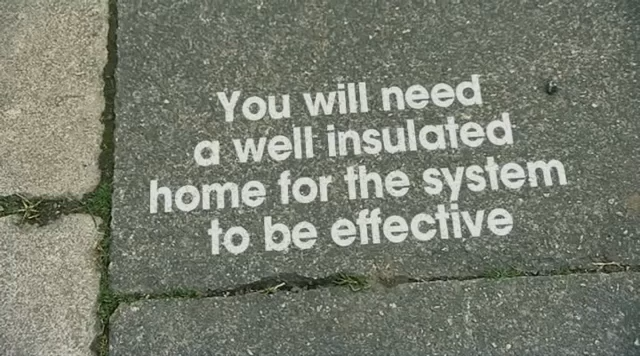 You will need
a well insulated
home for the system
to be effective